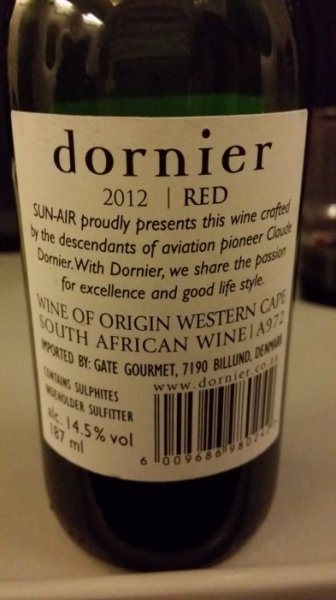 dornier
2012 | RED
SUN-AIR proudly presents this wine crafted
by the descendants of aviation pioneer Claude
Dornier. With Dornier, we share the passion
for excellence and good life style.
WINE OF ORIGIN WESTERN CAPE
SOUTH AFRICAN WINE | A972
IMPORTED BY: GATE GOURMET, 7190 BILLUND, DENMARK
www.dornier.co.za
CONTAINS SULPHITES
INDEHOLDER SULFITTER
alc. 14.5% vol
187 ml
6 009686 980